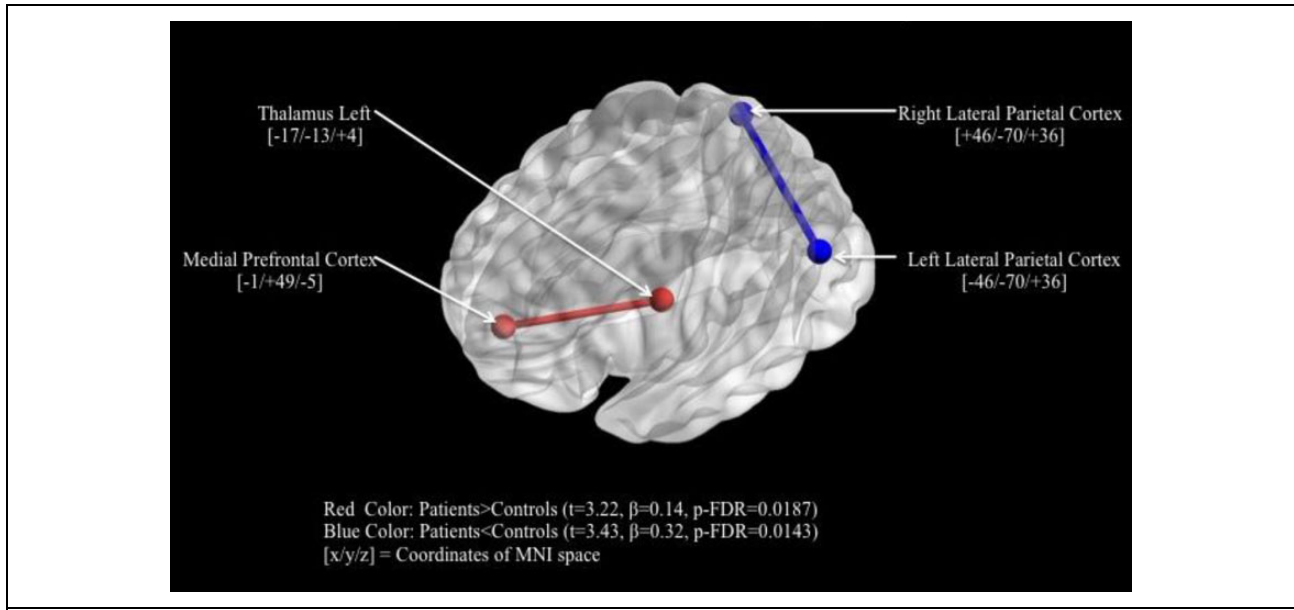 Thalamus Left
[-17/-13/+4]
Right Lateral Parietal Cortex
[+46/-70/+36]
Medial Prefrontal Cortex
[-1/+49/-5]
Left Lateral Parietal Cortex
[-46/-70/+36]
Red Color: Patients>Controls (t=3.22, β=0.14, p-FDR=0.0187)
Blue Color: Patients<Controls (t=3.43, β=0.32, p-FDR=0.0143)
[x/y/z] = Coordinates of MNI space